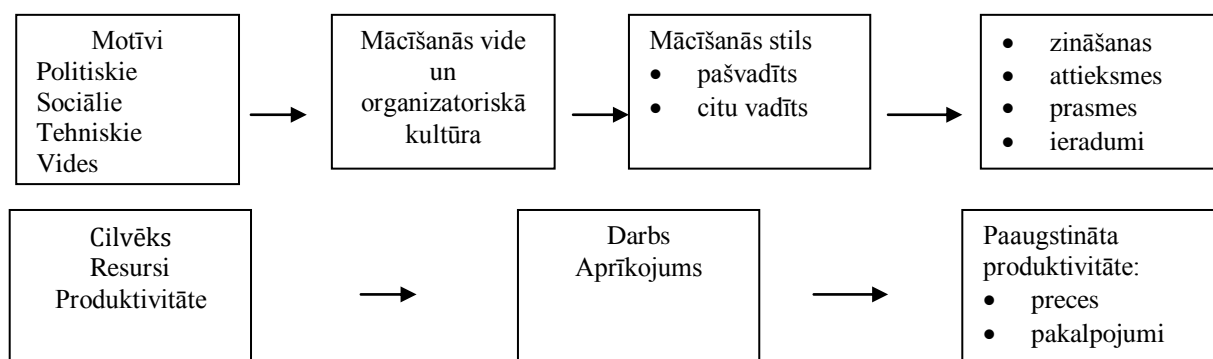 Motīvi
Politiskie
Sociālie
Tehniskie
Vides
Mācīšanās vide
un
organizatoriskā
kultūra
Mācīšanās stils
• pašvadīts
• citu vadīts
• zināšanas
• attieksmes
• prasmes
• ieradumi
Cilvēks
Resursi
Produktivitāte
Darbs
Aprīkojums
Paaugstināta
produktivitāte:
• preces
• pakalpojumi